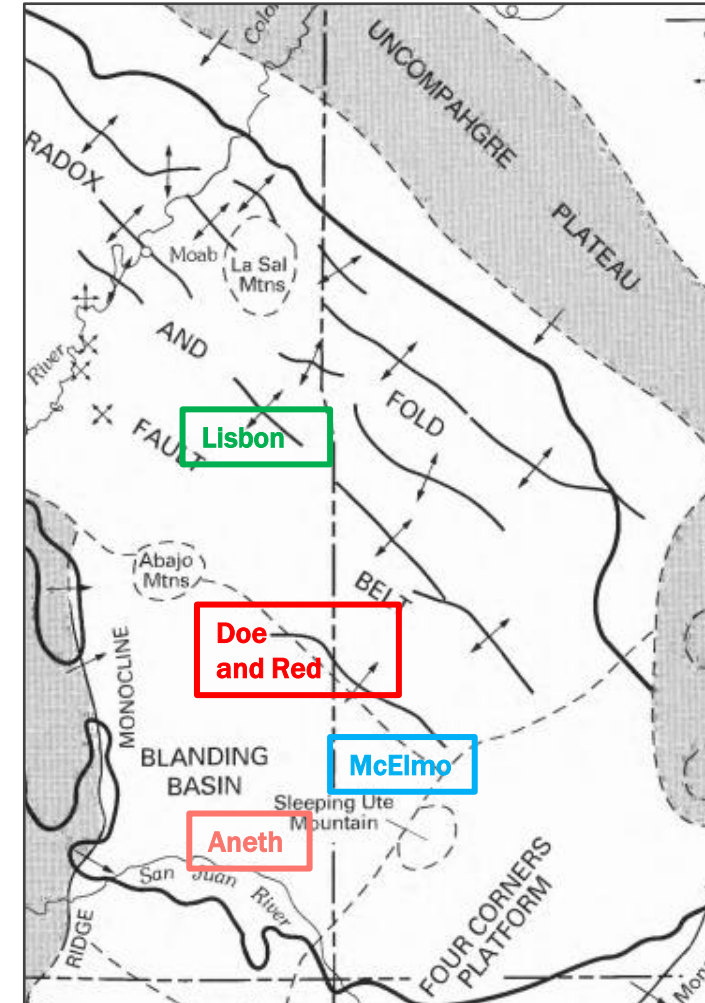 Colo
UNCOMPAHGRE
PLATEAU
RADOX
Moab
La Sal
Mtns
AND
River
FOLD
Lisbon
FAULT
Abajo
Mtns
BELT
Doe
and Red
MONOCLINE
BLANDING
BASIN
McElmo
Sleeping Ute
Mountain
Aneth
San Juan River
FOUR CORNERS
PLATFORM
RIDGE
Mon